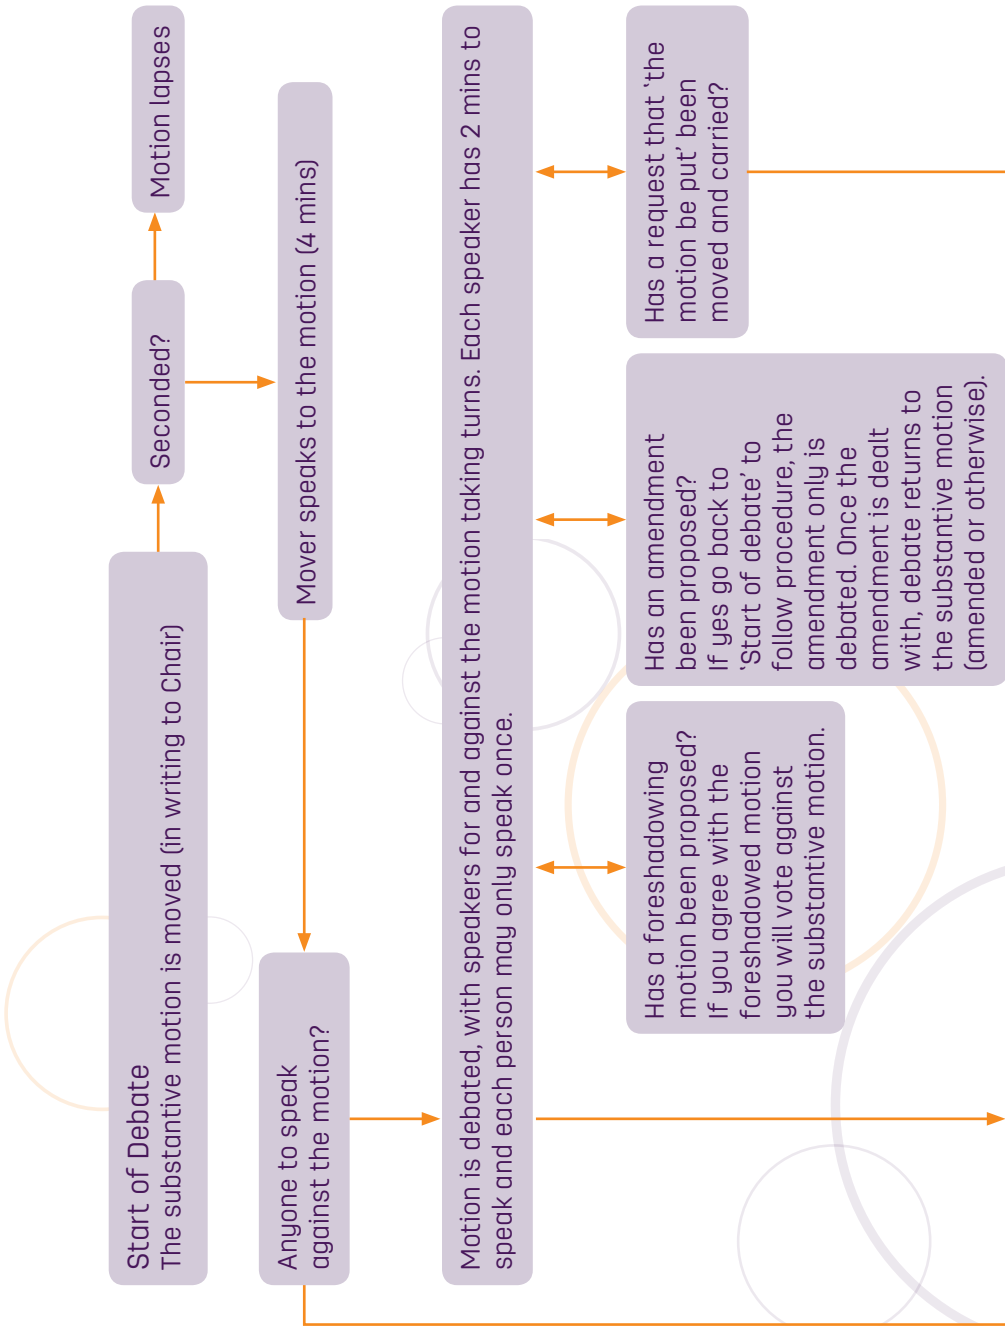 Start of Debate
The substantive motion is moved (in writing to Chair)
Seconded?
Motion lapses
Mover speaks to the motion (4 mins)
Anyone to speak
against the motion?
Motion is debated, with speakers for and against the motion taking turns. Each speaker has 2 mins to
speak and each person may only speak once.
Has a foreshadowing
motion been proposed?
If you agree with the
foreshadowed motion
you will vote against
the substantive motion.
Has an amendment
been proposed?
If yes go back to
‘Start of debate’ to
follow procedure, the
amendment only is
debated. Once the
amendment is dealt
with, debate returns to
the substantive motion
(amended or otherwise).
Has a request that ‘the
motion be put’ been
moved and carried?